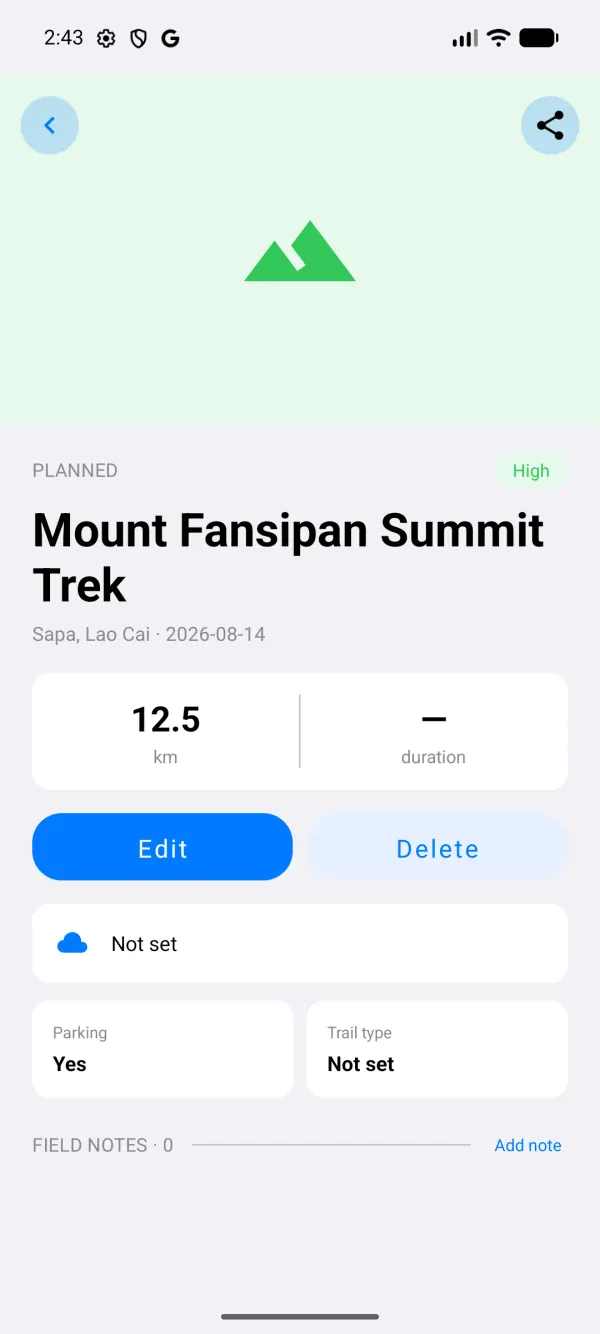 2:43
PLANNED
High
Mount Fansipan Summit
Trek
Sapa, Lao Cai · 2026-08-14
12.5
km
—
duration
Edit
Delete
Not set
Parking
Yes
Trail type
Not set
FIELD NOTES · 0
Add note